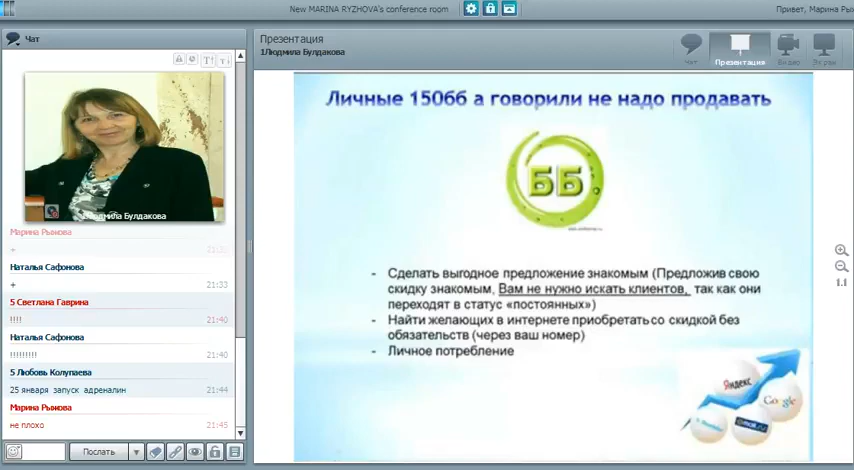 New MARINA RYZHOVA's conference room
Привет, Марина Рыж
Чат
Людмила Булдакова
Марина Рыжова
+
21:33
Наталья Сафонова
+
21:33
5 Светлана Гаврина
!!!!
21:40
Наталья Сафонова
!!!!!!!!!
21:40
5 Любовь Колупаева
25 января запуск адреналин
21:44
Марина Рыжова
не плохо
21:45
Послать
Презентация
1Людмила Булдакова
Чат
Презентация
Видео
Экран
Личные 150бб а говорили не надо продавать
ББ
- Сделать выгодное предложение знакомым (Предложив свою
скидку знакомым, Вам не нужно искать клиентов, так как они
переходят в статус «постоянных»)
- Найти желающих в интернете приобретать со скидкой без
обязательств (через ваш номер)
- Личное потребление
Яндекс
Google
@mail.ru
1:1